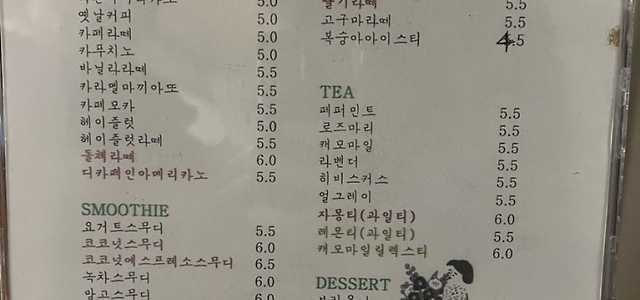 5.0
옛날커피 5.0
카페라떼 5.0
카푸치노 5.0
바닐라라떼 5.5
카라멜마끼아또 5.5
카페모카 5.5
헤이즐럿 5.0
헤이즐럿라떼 5.5
돌체라떼 6.0
디카페인아메리카노 5.5
SMOOTHIE
요거트스무디 5.5
코코넛스무디 6.0
코코넛에스프레소스무디 6.5
녹차스무디 6.0
망고스무디 6.0
딸기라떼 5.5
고구마라떼 5.5
복숭아아이스티 4.5
TEA
페퍼민트 5.5
로즈마리 5.5
캐모마일 5.5
라벤더 5.5
히비스커스 5.5
얼그레이 5.5
자몽티(과일티) 6.0
레몬티(과일티) 5.5
캐모마일릴렉스티 6.0
DESSERT